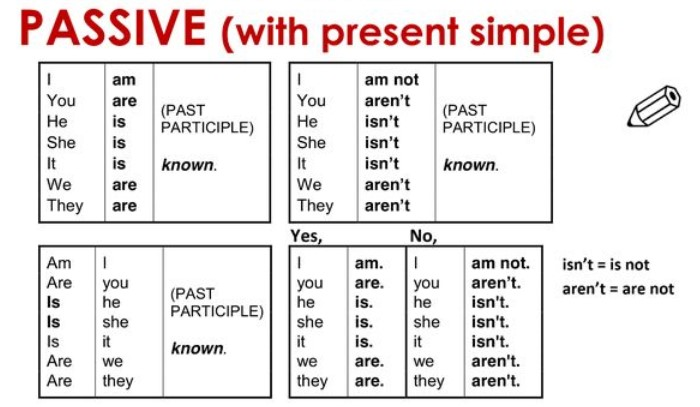 PASSIVE (with present simple)
I am
You are
He is
She is
It is
We are
They are
(PAST
PARTICIPLE)
known.
I am not
You aren’t
He isn’t
She isn’t
It isn’t
We aren’t
They aren’t
(PAST
PARTICIPLE)
known.
Am I
Are you
Is he
Is she
Is it
Are we
Are they
(PAST
PARTICIPLE)
known.
Yes, No,
I am. I am not.
you are. you aren't.
he is. he isn't.
she is. she isn't.
it is. it isn't.
we are. we aren't.
they are. they aren't.
isn’t = is not
aren’t = are not